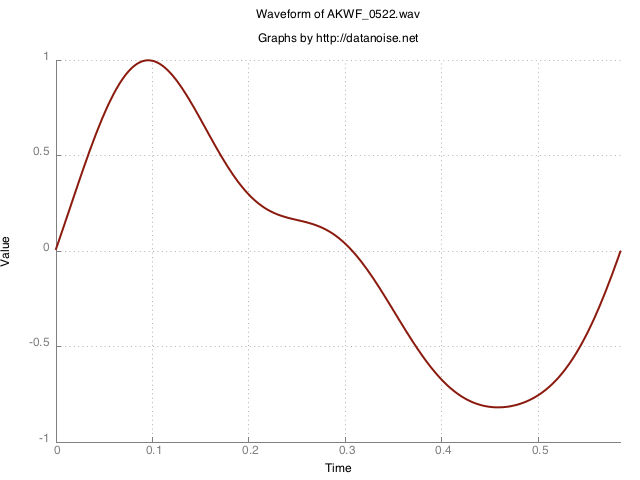 Waveform of AKWF_0522.wav
Graphs by http://datanoise.net
1
0.5
0
-0.5
-1
Value
0 0.1 0.2 0.3 0.4 0.5
Time